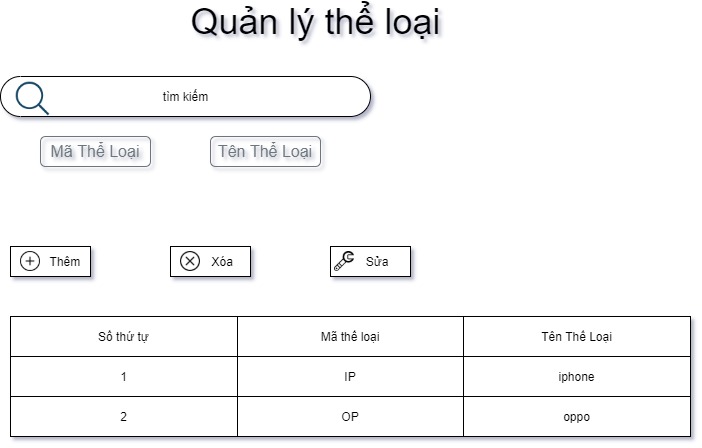 Quản lý thể loại
tìm kiếm
Mã Thể Loại Tên Thể Loại
Thêm Xóa Sửa
Số thứ tự Mã thể loại Tên Thể Loại
1 IP iphone
2 OP oppo